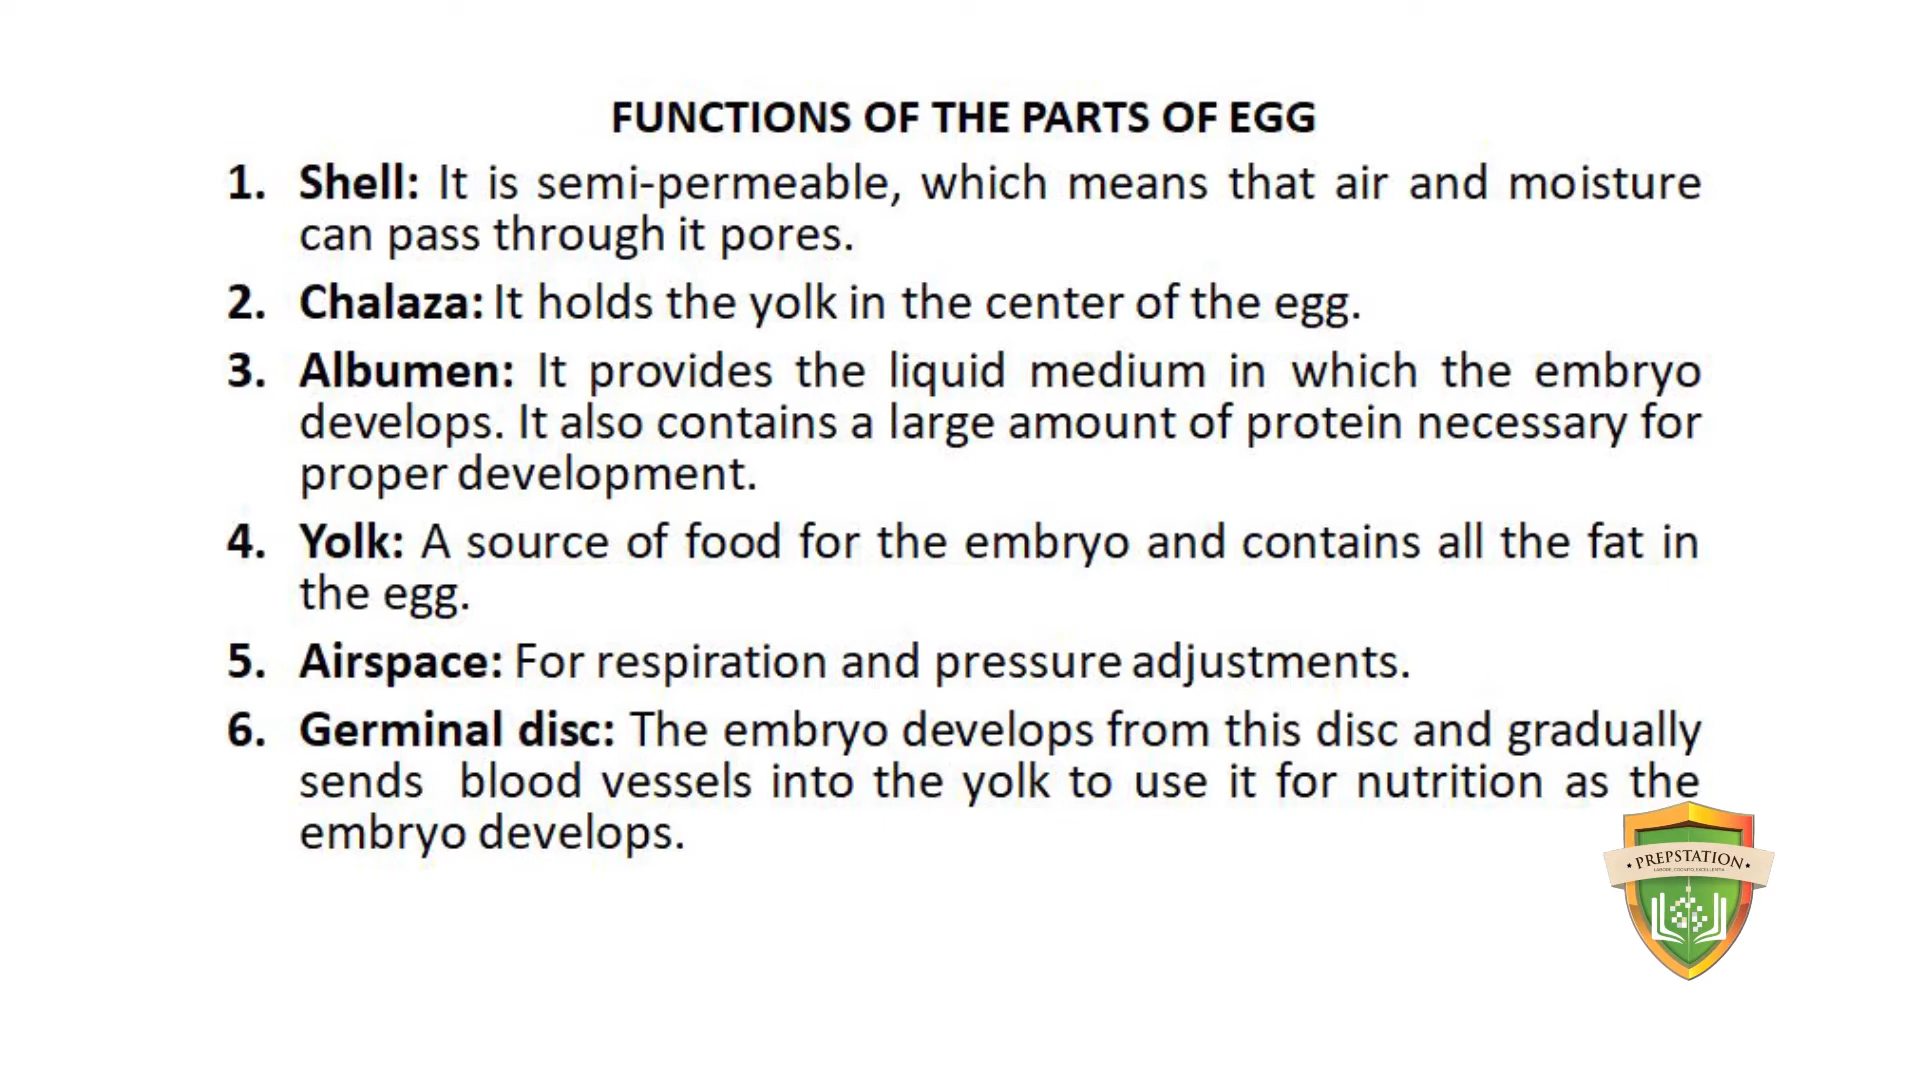 FUNCTIONS OF THE PARTS OF EGG
1. Shell: It is semi-permeable, which means that air and moisture
can pass through it pores.
2. Chalaza: It holds the yolk in the center of the egg.
3. Albumen: It provides the liquid medium in which the embryo
develops. It also contains a large amount of protein necessary for
proper development.
4. Yolk: A source of food for the embryo and contains all the fat in
the egg.
5. Airspace: For respiration and pressure adjustments.
6. Germinal disc: The embryo develops from this disc and gradually
sends blood vessels into the yolk to use it for nutrition as the
embryo develops.
PREPSTATION